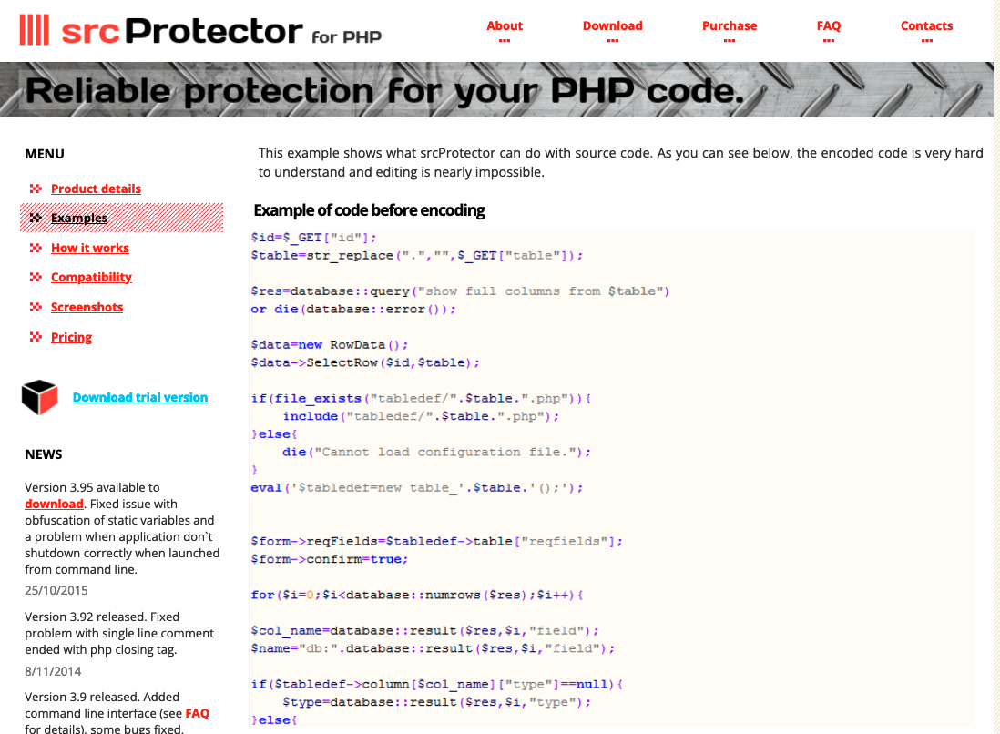 srcProtector for PHP
About
Download
Purchase
FAQ
Contacts
Reliable protection for your PHP code.
MENU
Product details
Examples
How it works
Compatibility
Screenshots
Pricing
Download trial version
NEWS
Version 3.95 available to
download. Fixed issue with
obfuscation of static variables and
a problem when application don`t
shutdown correctly when launched
from command line.
25/10/2015
Version 3.92 released. Fixed
problem with single line comment
ended with php closing tag.
8/11/2014
Version 3.9 released. Added
command line interface (see FAQ
for details), some bugs fixed.
This example shows what srcProtector can do with source code. As you can see below, the encoded code is very hard
to understand and editing is nearly impossible.
Example of code before encoding
$id=$_GET["id"];
$table=str_replace(".","",$_GET["table"]);
$res=database::query("show full columns from $table")
or die(database::error());
$data=new RowData();
$data->SelectRow($id,$table);
if(file_exists("tabledef/".$table.".php")){
    include("tabledef/".$table.".php");
}else{
    die("Cannot load configuration file.");
}
eval('$tabledef=new table_'.$table.'();');
$form->reqFields=$tabledef->table["reqfields"];
$form->confirm=true;
for($i=0;$i<database::numrows($res);$i++){
$col_name=database::result($res,$i,"field");
$name="db:".database::result($res,$i,"field");
if($tabledef->column[$col_name]["type"]==null){
    $type=database::result($res,$i,"type");
}else{